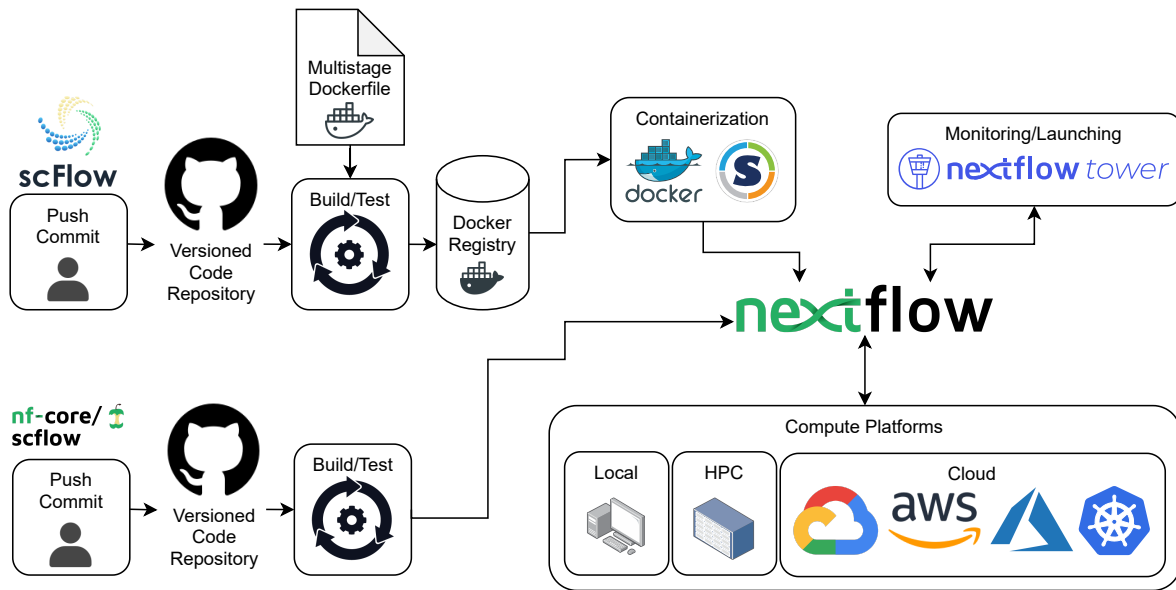 Multistage
Dockerfile
scFlow
Push
Commit
Versioned
Code
Repository
Build/Test
Docker
Registry
Containerization
docker
S
Monitoring/Launching
nextflow tower
nextflow
nf-core/
scflow
Push
Commit
Versioned
Code
Repository
Build/Test
Compute Platforms
Local
HPC
Cloud
aws